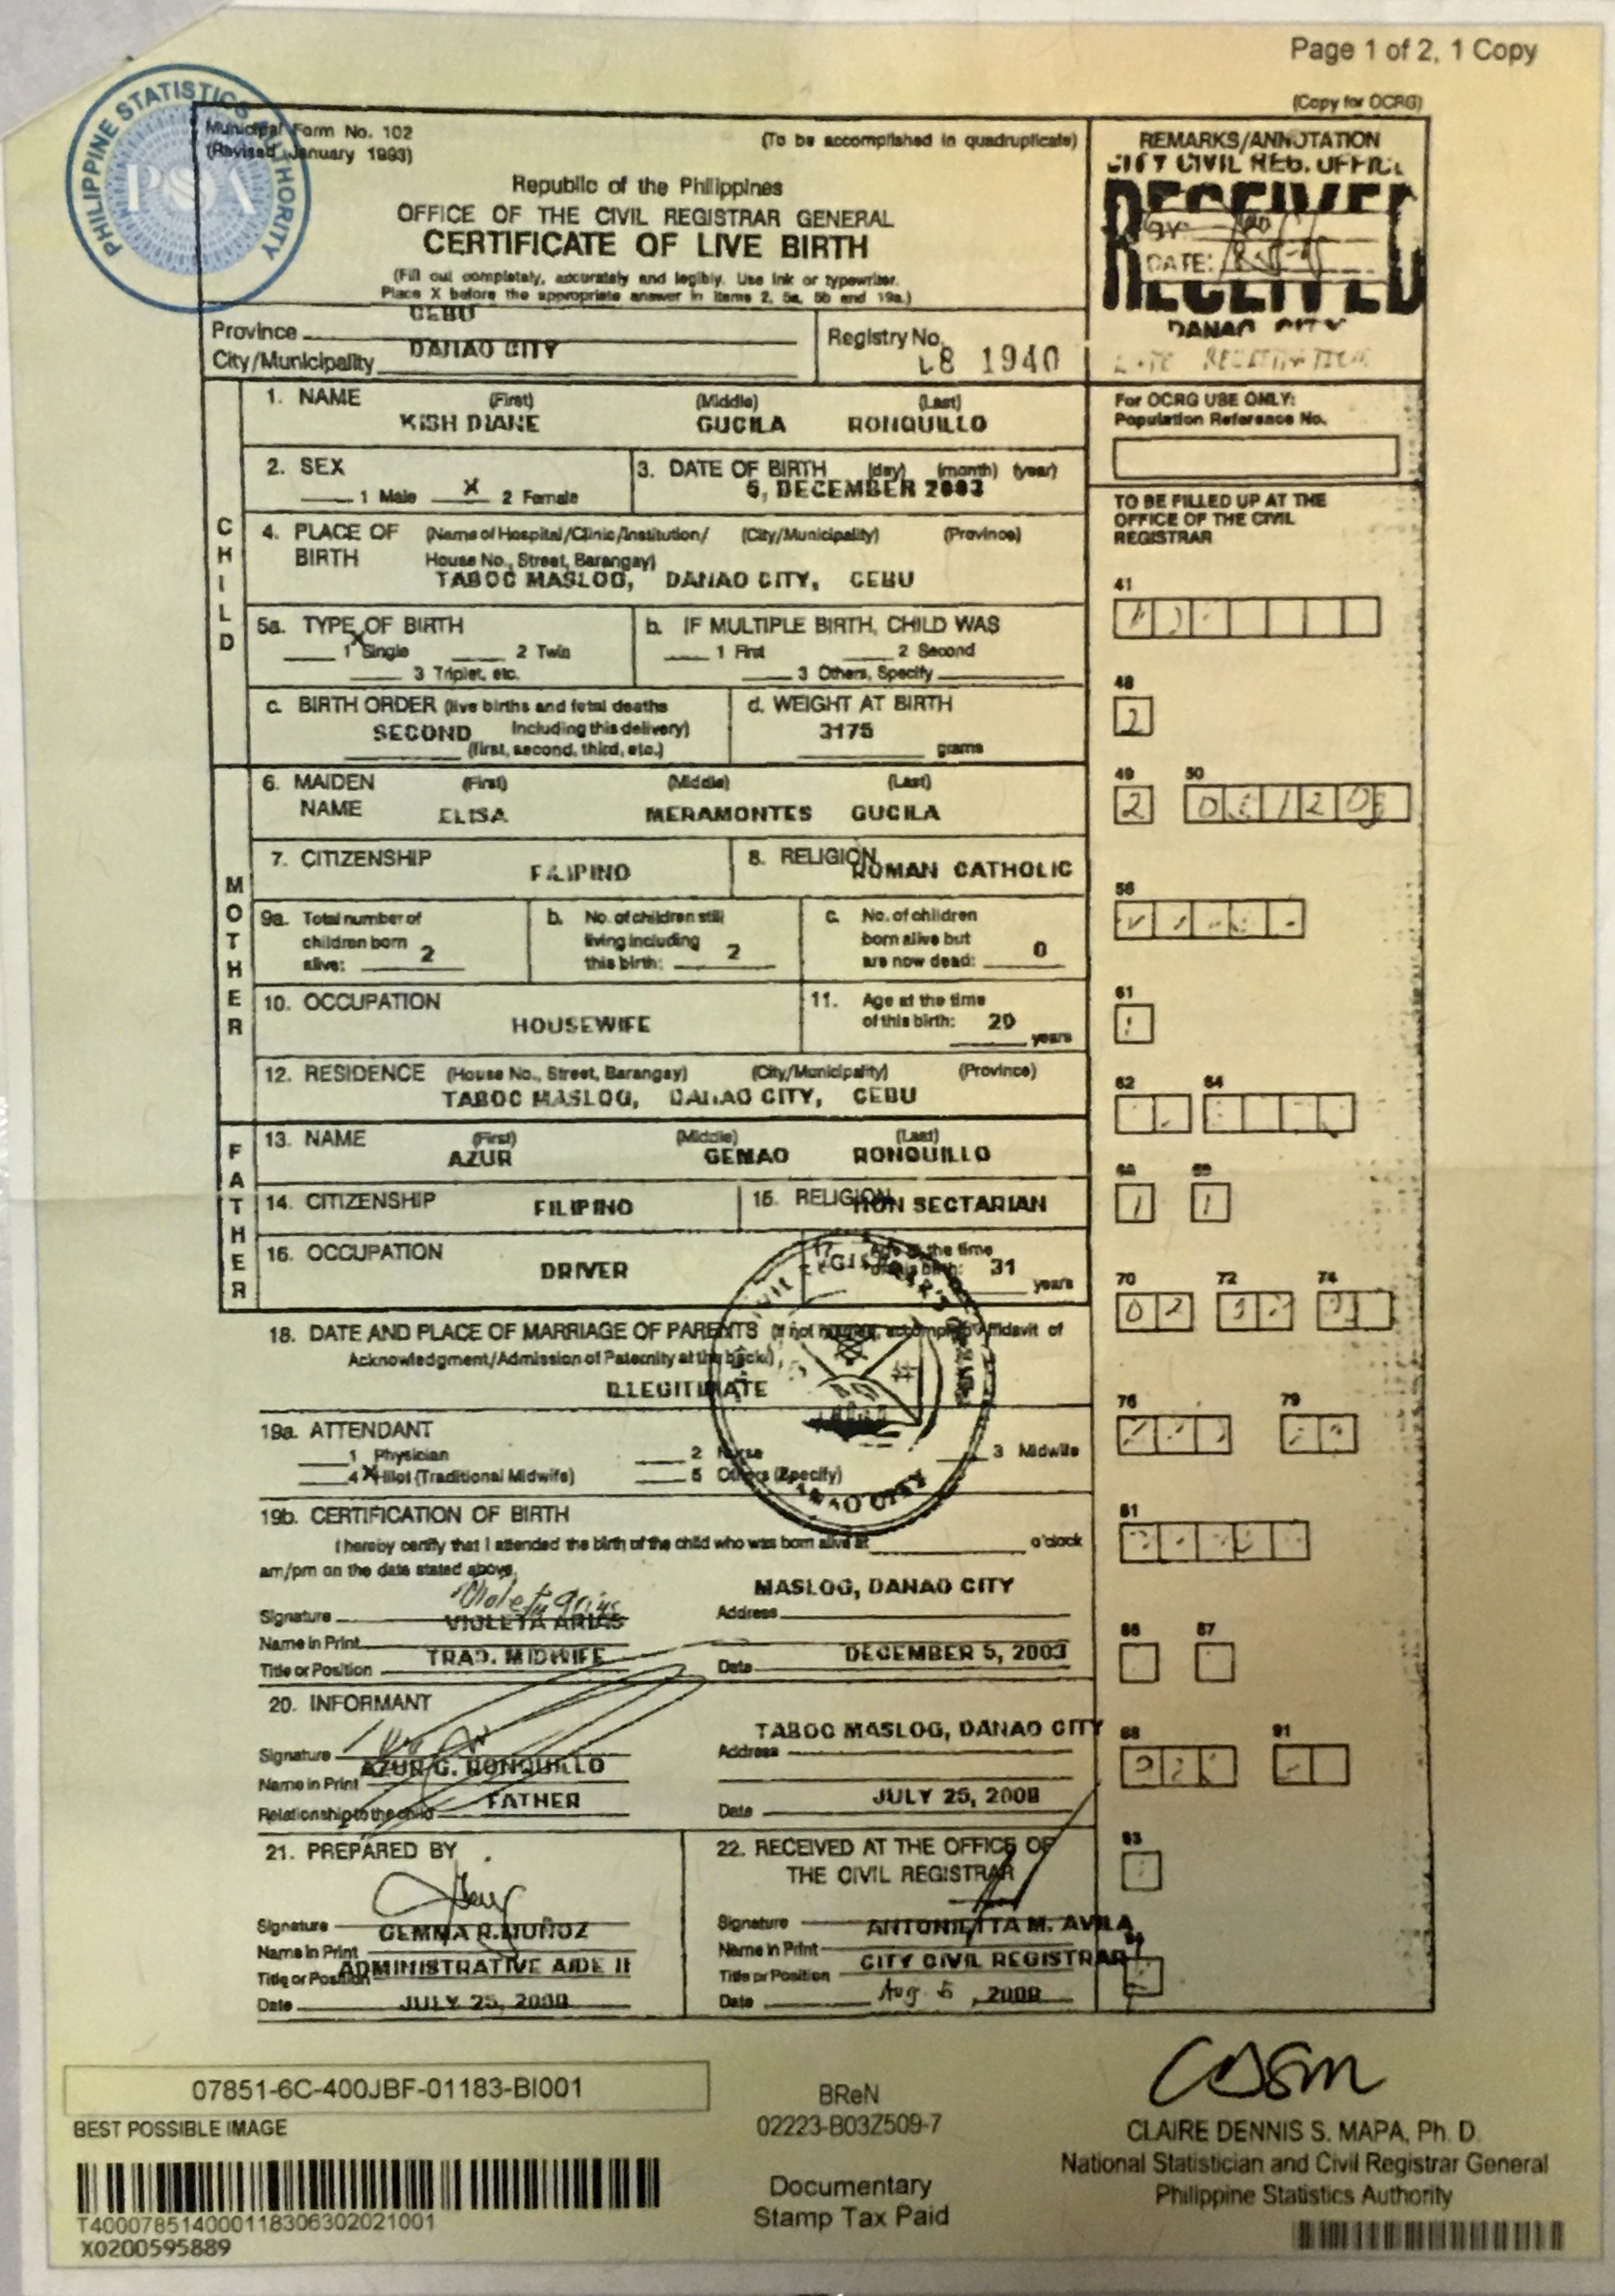 Page 1 of 2, 1 Copy
(Copy for OCRG)
PHILIPPINE STATISTICS AUTHORITY
PSA
Municipal Form No. 102
(Revised January 1993)
(To be accomplished in quadruplicate)
Republic of the Philippines
OFFICE OF THE CIVIL REGISTRAR GENERAL
CERTIFICATE OF LIVE BIRTH
(Fill out completely, accurately and legibly. Use ink or typewriter.
Place X before the appropriate answer in items 2, 5a, 5b and 19a.)
REMARKS/ANNOTATION
CITY CIVIL REG. OFFICE
RECEIVED
BY
DATE:
DANAO CITY
LATE REGISTRATION
Province CEBU
City/Municipality DANAO CITY
Registry No. 1940
1. NAME (First) (Middle) (Last)
KISH DIANE GUCILA RONQUILLO
For OCRG USE ONLY:
Population Reference No.
2. SEX
1 Male X 2 Female
3. DATE OF BIRTH (day) (month) (year)
DECEMBER 2003
TO BE FILLED UP AT THE
OFFICE OF THE CIVIL
REGISTRAR
CHILD
4. PLACE OF BIRTH (Name of Hospital/Clinic/Institution/ (City/Municipality) (Province)
House No., Street, Barangay)
TABOC MASLOG, DANAO CITY, CEBU
41
5a. TYPE OF BIRTH
X
1 Single 2 Twin
3 Triplet, etc.
b. IF MULTIPLE BIRTH, CHILD WAS
1 First 2 Second
3 Others, Specify
48
2
c. BIRTH ORDER (live births and fetal deaths
SECOND including this delivery)
(first, second, third, etc.)
d. WEIGHT AT BIRTH
3175
grams
MOTHER
6. MAIDEN NAME (First) (Middle) (Last)
ELISA MERAMONTES GUCILA
49 50
2
7. CITIZENSHIP FILIPINO
8. RELIGION ROMAN CATHOLIC
56
9a. Total number of
children born
alive: 2
b. No. of children still
living including
this birth: 2
c. No. of children
born alive but
are now dead: 0
10. OCCUPATION
HOUSEWIFE
11. Age at the time
of this birth: 29
years
61
12. RESIDENCE (House No., Street, Barangay) (City/Municipality) (Province)
TABOC MASLOG, DANAO CITY, CEBU
62 64
FATHER
13. NAME (First) (Middle) (Last)
AZUR GEMAO RONQUILLO
14. CITIZENSHIP FILIPINO
15. RELIGION NON SECTARIAN
68 69
1 1
16. OCCUPATION
DRIVER
17. Age at the time
of this birth: 31
years
70 72 74
02
18. DATE AND PLACE OF MARRIAGE OF PARENTS (If not married, accomplish Affidavit of
Acknowledgment/Admission of Paternity at the back.)
ILLEGITIMATE
DANAO CITY
76 79
19a. ATTENDANT
1 Physician 2 Nurse 3 Midwife
4 X Hilot (Traditional Midwife) 5 Others (Specify)
19b. CERTIFICATION OF BIRTH
I hereby certify that I attended the birth of the child who was born alive at o'clock
am/pm on the date stated above.
81
Signature Violeta Arias
Name in Print VIOLETA ARIAS
Title or Position TRAD. MIDWIFE
MASLOG, DANAO CITY
Address
Date DECEMBER 5, 2003
86 87
20. INFORMANT
Signature
Name in Print AZUR G. RONQUILLO
Relationship to the child FATHER
TABOC MASLOG, DANAO CITY
Address
Date JULY 25, 2008
88 91
21. PREPARED BY
Signature
Name in Print GEMMA R. MUÑOZ
Title or Position ADMINISTRATIVE AIDE II
Date JULY 25, 2008
22. RECEIVED AT THE OFFICE OF
THE CIVIL REGISTRAR
Signature
Name in Print ANTONIETTA M. AVILA
Title or Position CITY CIVIL REGISTRAR
Date Aug 5, 2008
93
94
07851-6C-400JBF-01183-BI001
BEST POSSIBLE IMAGE
T400078514000118306302021001
X0200595889
BReN
02223-B03Z509-7
Documentary
Stamp Tax Paid
CLAIRE DENNIS S. MAPA, Ph. D.
National Statistician and Civil Registrar General
Philippine Statistics Authority